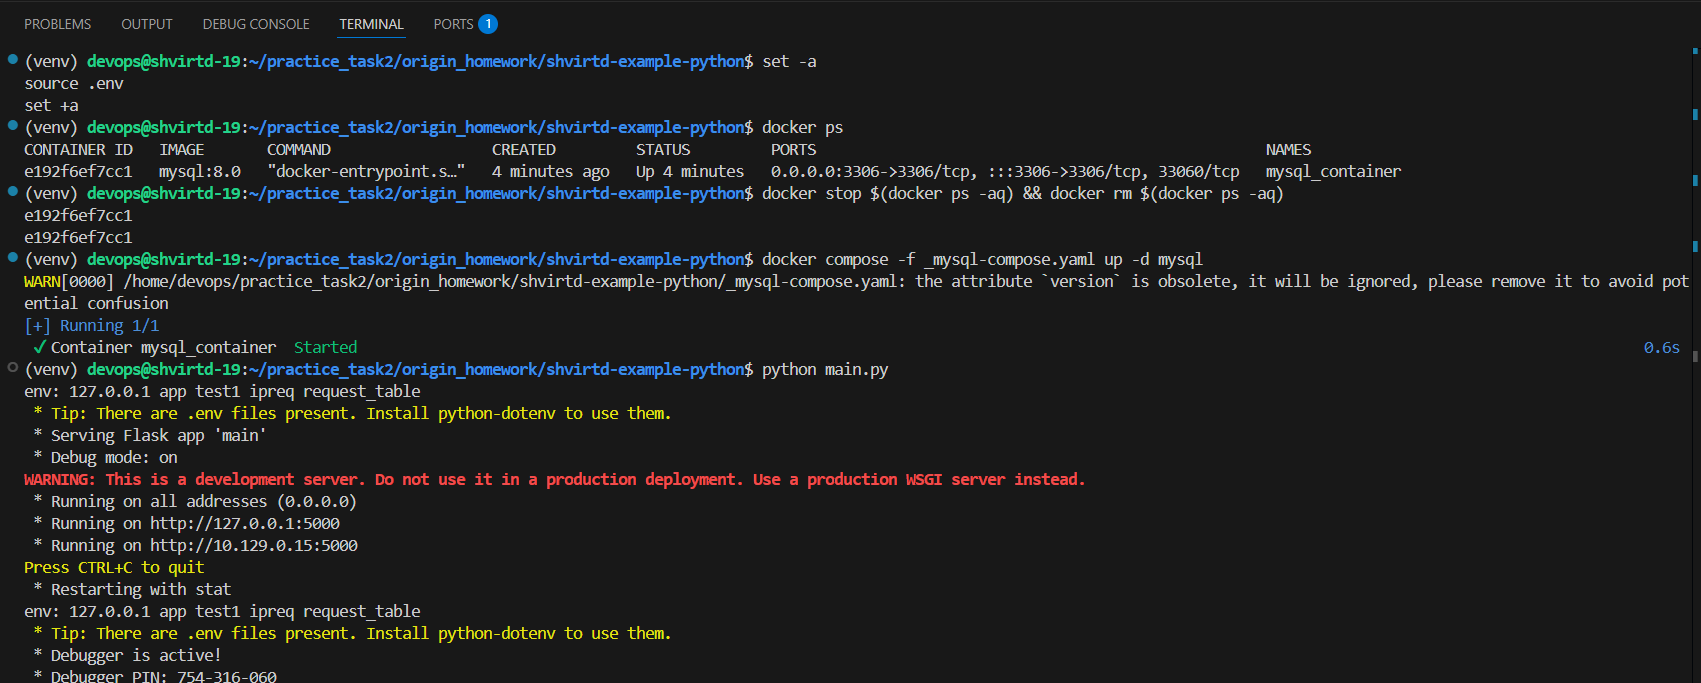 PROBLEMS OUTPUT DEBUG CONSOLE TERMINAL PORTS 1
(venv) devops@shvirtd-19:~/practice_task2/origin_homework/shvirtd-example-python$ set -a
source .env
set +a
(venv) devops@shvirtd-19:~/practice_task2/origin_homework/shvirtd-example-python$ docker ps
CONTAINER ID   IMAGE       COMMAND                  CREATED         STATUS         PORTS                                                  NAMES
e192f6ef7cc1   mysql:8.0   "docker-entrypoint.s…"   4 minutes ago   Up 4 minutes   0.0.0.0:3306->3306/tcp, :::3306->3306/tcp, 33060/tcp   mysql_container
(venv) devops@shvirtd-19:~/practice_task2/origin_homework/shvirtd-example-python$ docker stop $(docker ps -aq) && docker rm $(docker ps -aq)
e192f6ef7cc1
e192f6ef7cc1
(venv) devops@shvirtd-19:~/practice_task2/origin_homework/shvirtd-example-python$ docker compose -f _mysql-compose.yaml up -d mysql
WARN[0000] /home/devops/practice_task2/origin_homework/shvirtd-example-python/_mysql-compose.yaml: the attribute `version` is obsolete, it will be ignored, please remove it to avoid pot
ential confusion
[+] Running 1/1
 ✔ Container mysql_container  Started 0.6s
(venv) devops@shvirtd-19:~/practice_task2/origin_homework/shvirtd-example-python$ python main.py
env: 127.0.0.1 app test1 ipreq request_table
 * Tip: There are .env files present. Install python-dotenv to use them.
 * Serving Flask app 'main'
 * Debug mode: on
WARNING: This is a development server. Do not use it in a production deployment. Use a production WSGI server instead.
 * Running on all addresses (0.0.0.0)
 * Running on http://127.0.0.1:5000
 * Running on http://10.129.0.15:5000
Press CTRL+C to quit
 * Restarting with stat
env: 127.0.0.1 app test1 ipreq request_table
 * Tip: There are .env files present. Install python-dotenv to use them.
 * Debugger is active!
 * Debugger PIN: 754-316-060